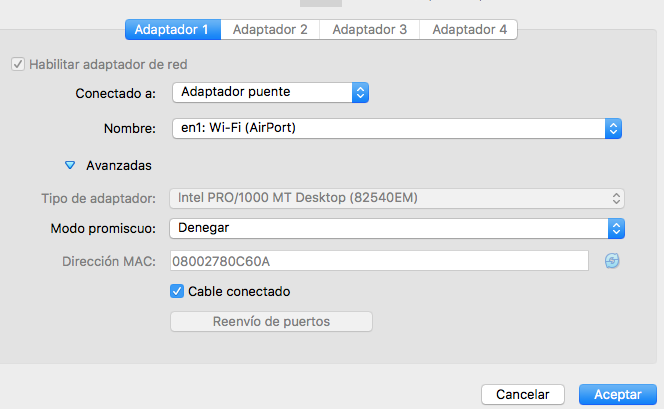 Adaptador 1 Adaptador 2 Adaptador 3 Adaptador 4
Habilitar adaptador de red
Conectado a: Adaptador puente
Nombre: en1: Wi-Fi (AirPort)
Avanzadas
Tipo de adaptador: Intel PRO/1000 MT Desktop (82540EM)
Modo promiscuo: Denegar
Dirección MAC: 08002780C60A
Cable conectado
Reenvío de puertos
Cancelar Aceptar